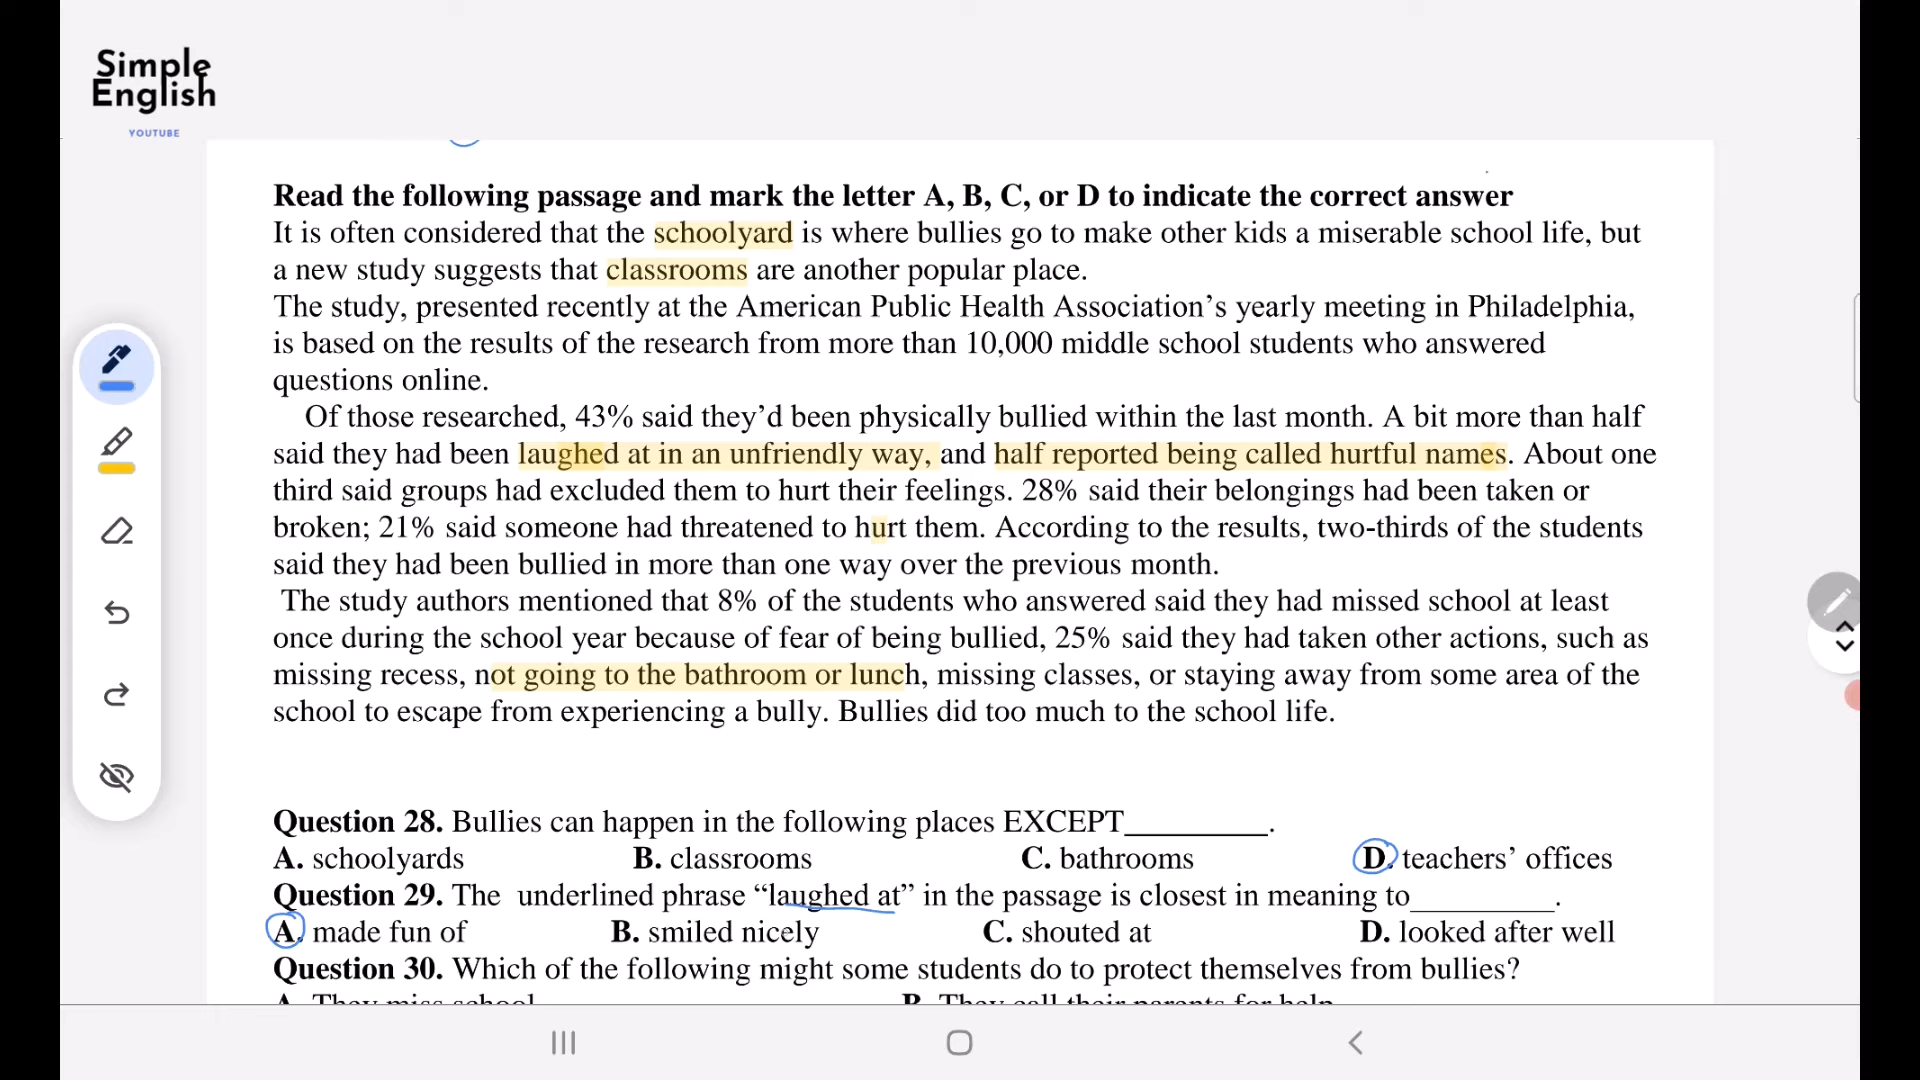 Simple
English
YOUTUBE
Read the following passage and mark the letter A, B, C, or D to indicate the correct answer
It is often considered that the schoolyard is where bullies go to make other kids a miserable school life, but
a new study suggests that classrooms are another popular place.
The study, presented recently at the American Public Health Association’s yearly meeting in Philadelphia,
is based on the results of the research from more than 10,000 middle school students who answered
questions online.
Of those researched, 43% said they’d been physically bullied within the last month. A bit more than half
said they had been laughed at in an unfriendly way, and half reported being called hurtful names. About one
third said groups had excluded them to hurt their feelings. 28% said their belongings had been taken or
broken; 21% said someone had threatened to hurt them. According to the results, two-thirds of the students
said they had been bullied in more than one way over the previous month.
The study authors mentioned that 8% of the students who answered said they had missed school at least
once during the school year because of fear of being bullied, 25% said they had taken other actions, such as
missing recess, not going to the bathroom or lunch, missing classes, or staying away from some area of the
school to escape from experiencing a bully. Bullies did too much to the school life.
Question 28. Bullies can happen in the following places EXCEPT_________.
A. schoolyards B. classrooms C. bathrooms D. teachers’ offices
Question 29. The underlined phrase “laughed at” in the passage is closest in meaning to_________.
A. made fun of B. smiled nicely C. shouted at D. looked after well
Question 30. Which of the following might some students do to protect themselves from bullies?
A. They miss school B. They call their parents for help